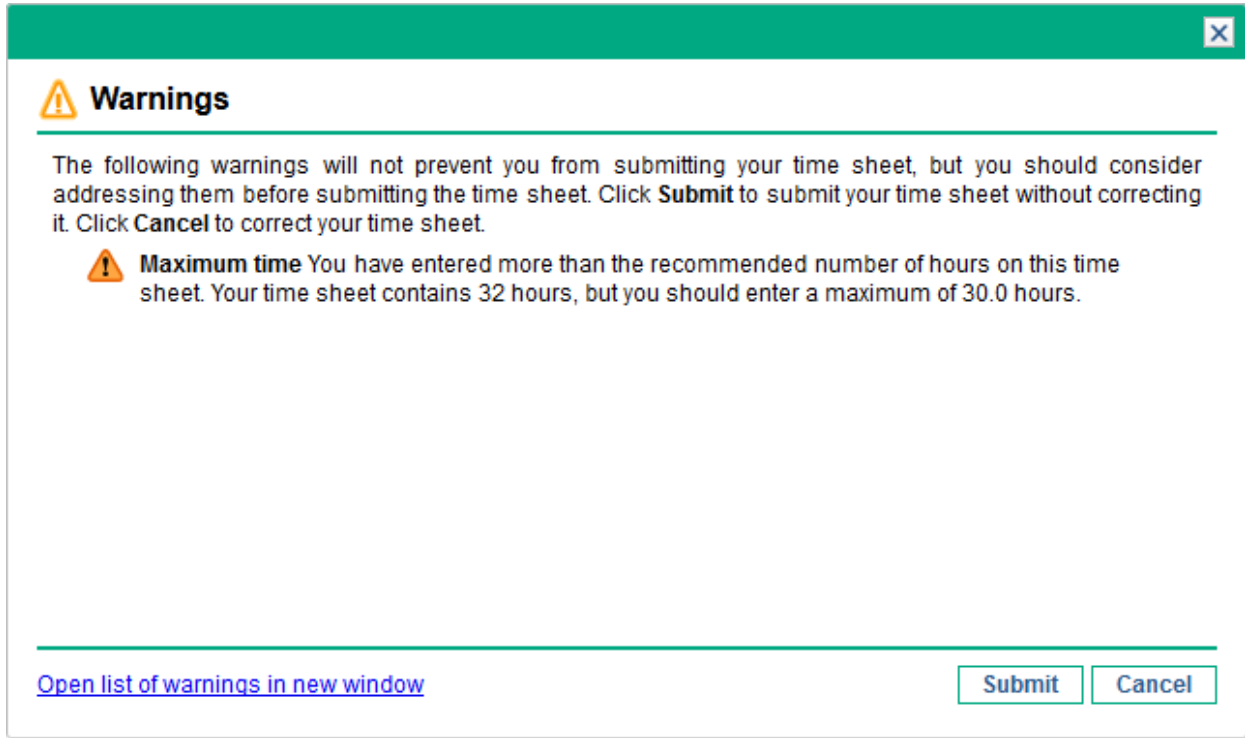 Warnings
The following warnings will not prevent you from submitting your time sheet, but you should consider
addressing them before submitting the time sheet. Click Submit to submit your time sheet without correcting
it. Click Cancel to correct your time sheet.
Maximum time You have entered more than the recommended number of hours on this time
sheet. Your time sheet contains 32 hours, but you should enter a maximum of 30.0 hours.
Open list of warnings in new window
Submit
Cancel